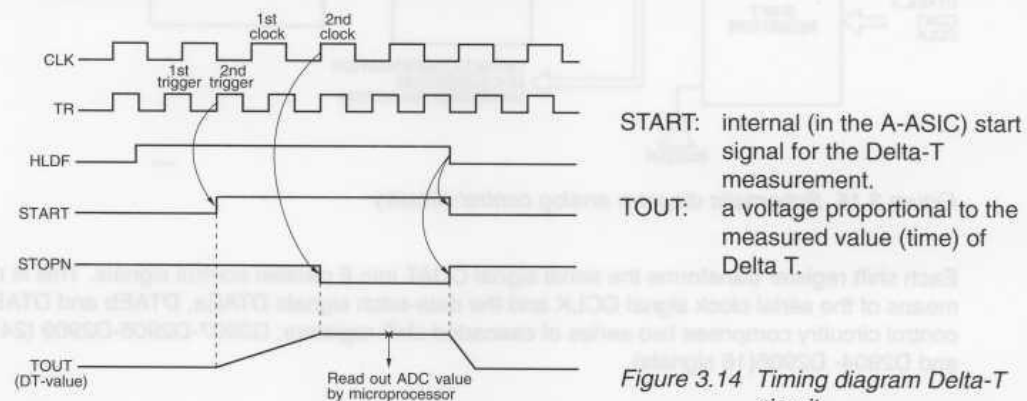 1st clock
2nd clock
CLK
1st trigger
2nd trigger
TR
HLDF
START
STOPN
TOUT
(DT-value)
Read out ADC value
by microprocessor
START: internal (in the A-ASIC) start
signal for the Delta-T
measurement.
TOUT: a voltage proportional to the
measured value (time) of
Delta T.
Figure 3.14 Timing diagram Delta-T